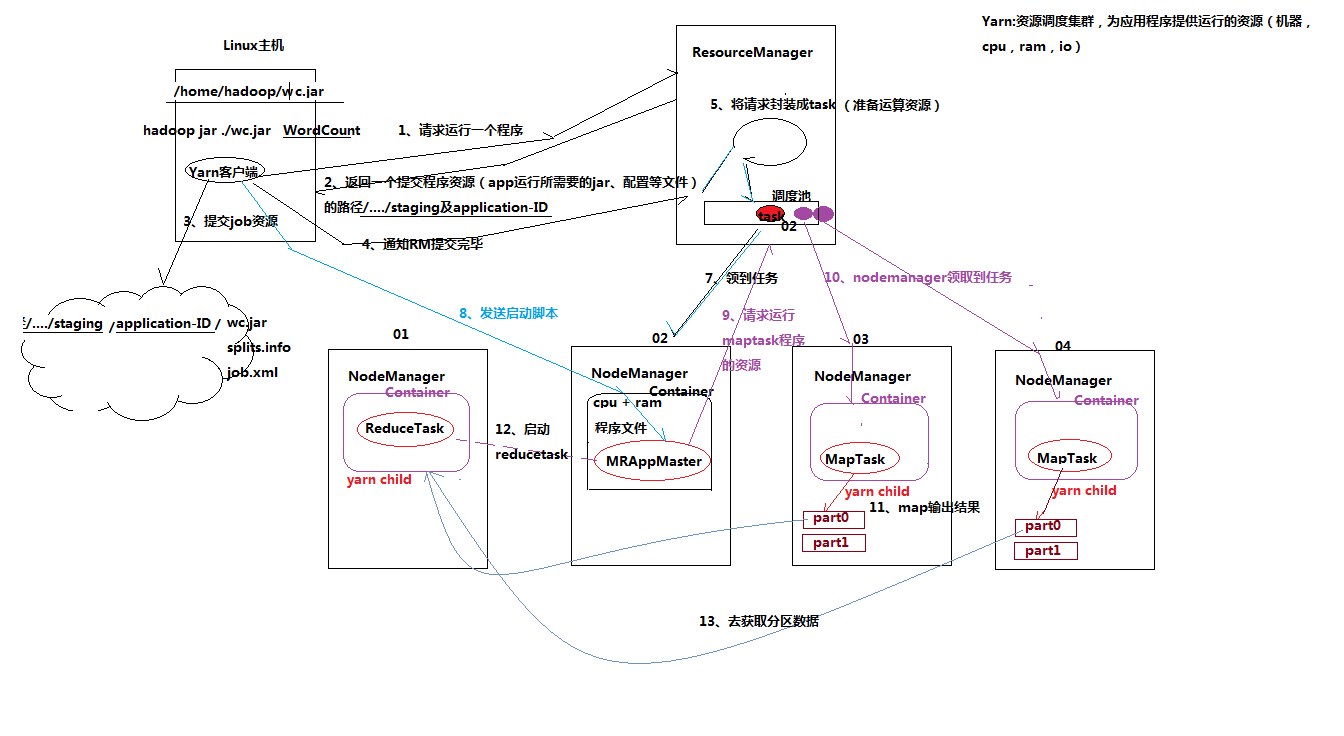 Yarn:资源调度集群，为应用程序提供运行的资源（机器，
cpu，ram，io）
Linux主机
/home/hadoop/wc.jar
hadoop jar ./wc.jar WordCount
Yarn客户端
ResourceManager
1、请求运行一个程序
2、返回一个提交程序资源（app运行所需要的jar、配置等文件）
的路径/..../staging及application-ID
3、提交job资源
4、通知RM提交完毕
5、将请求封装成task （准备运算资源）
调度池
task
02
7、领到任务
8、发送启动脚本
9、请求运行
maptask程序
的资源
10、nodemanager领取到任务
/..../staging /application-ID / wc.jar
splits.info
job.xml
01
NodeManager
Container
ReduceTask
yarn child
12、启动
reducetask
02
NodeManager
Container
cpu + ram
程序文件
MRAppMaster
03
NodeManager
Container
MapTask
yarn child
11、map输出结果
part0
part1
04
NodeManager
Container
MapTask
yarn child
part0
part1
13、去获取分区数据